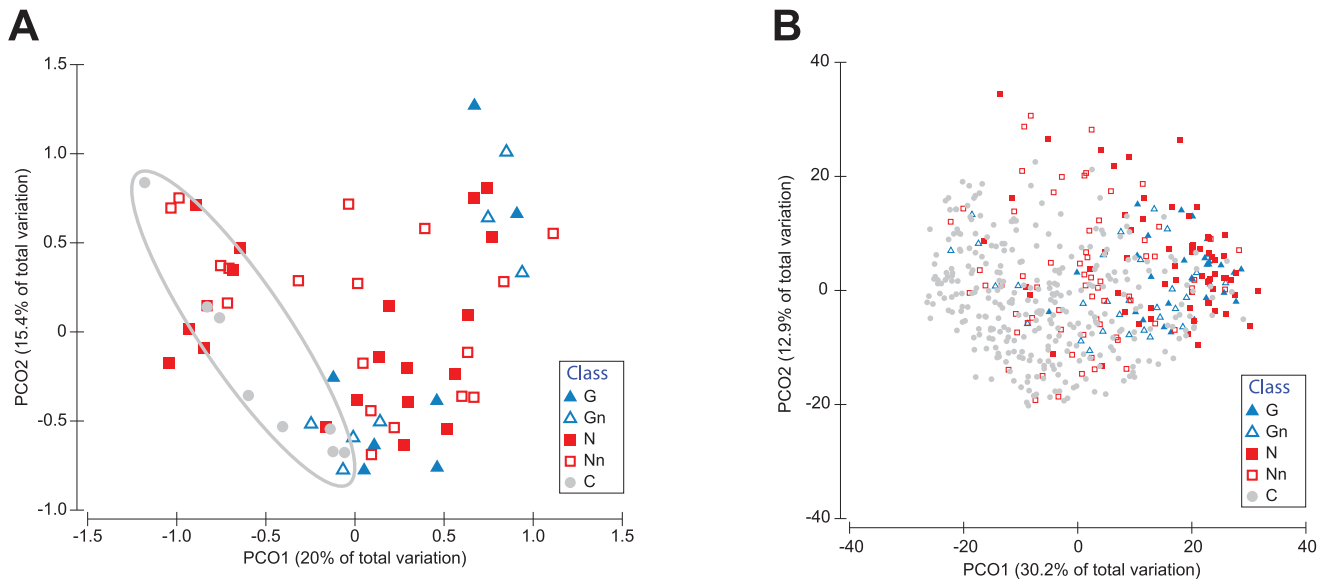 A
1.5
1.0
0.5
0
-0.5
-1.0
PCO2 (15.4% of total variation)
-1.5
-1.0
-0.5
0
0.5
1.0
1.5
PCO1 (20% of total variation)
Class
G
Gn
N
Nn
C
B
40
20
0
-20
-40
PCO2 (12.9% of total variation)
-40
-20
0
20
40
PCO1 (30.2% of total variation)
Class
G
Gn
N
Nn
C